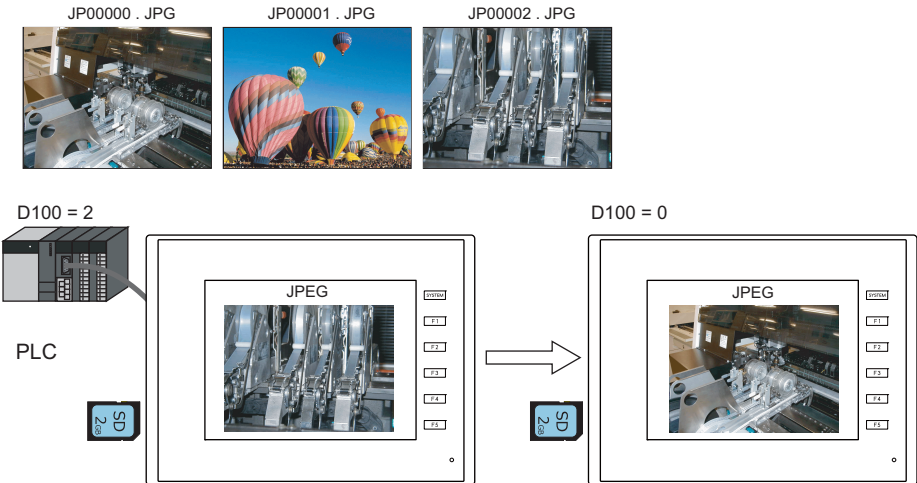 JP00000 . JPG
JP00001 . JPG
JP00002 . JPG
D100 = 2
D100 = 0
JPEG
SYSTEM
F1
F2
F3
F4
F5
PLC
SD
2GB
JPEG
SYSTEM
F1
F2
F3
F4
F5
SD
2GB